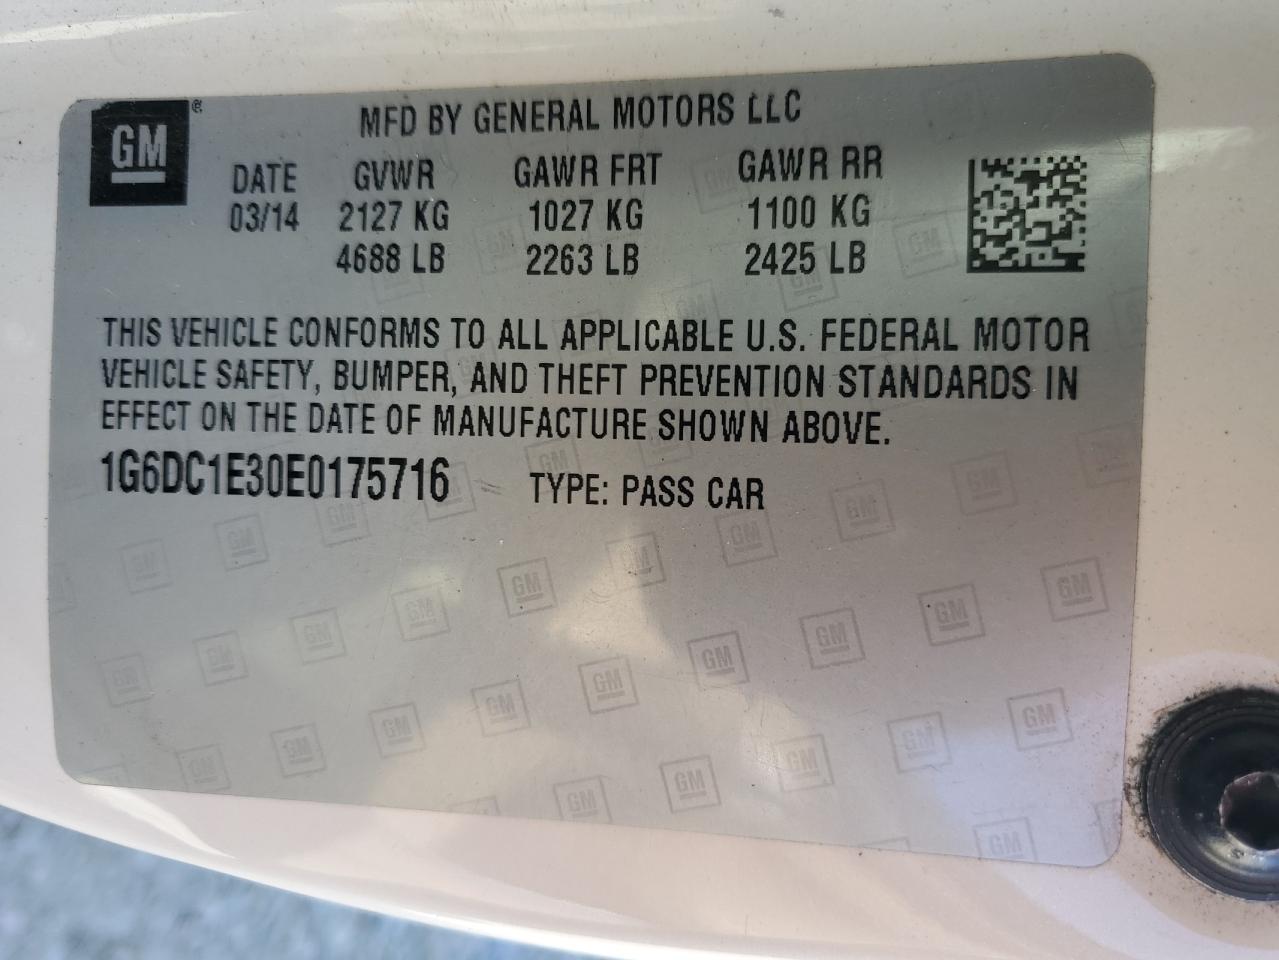 GM®
MFD BY GENERAL MOTORS LLC
DATE GVWR GAWR FRT GAWR RR
03/14 2127 KG 1027 KG 1100 KG
4688 LB 2263 LB 2425 LB
THIS VEHICLE CONFORMS TO ALL APPLICABLE U.S. FEDERAL MOTOR
VEHICLE SAFETY, BUMPER, AND THEFT PREVENTION STANDARDS IN
EFFECT ON THE DATE OF MANUFACTURE SHOWN ABOVE.
1G6DC1E30E0175716 TYPE: PASS CAR